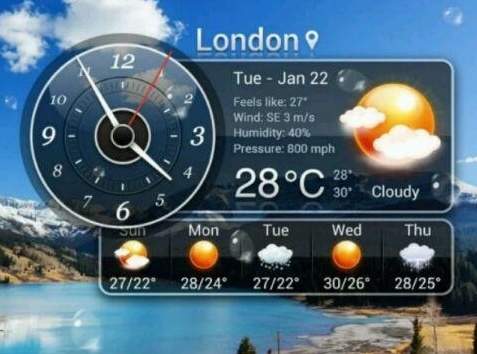 London
Tue - Jan 22
Feels like: 27°
Wind: SE 3 m/s
Humidity: 40%
Pressure: 800 mph
28°C
28°
30°
Cloudy
12
2
3
4
5
6
7
8
9
10
11
Sun Mon Tue Wed Thu
27/22° 28/24° 27/22° 30/26° 28/25°